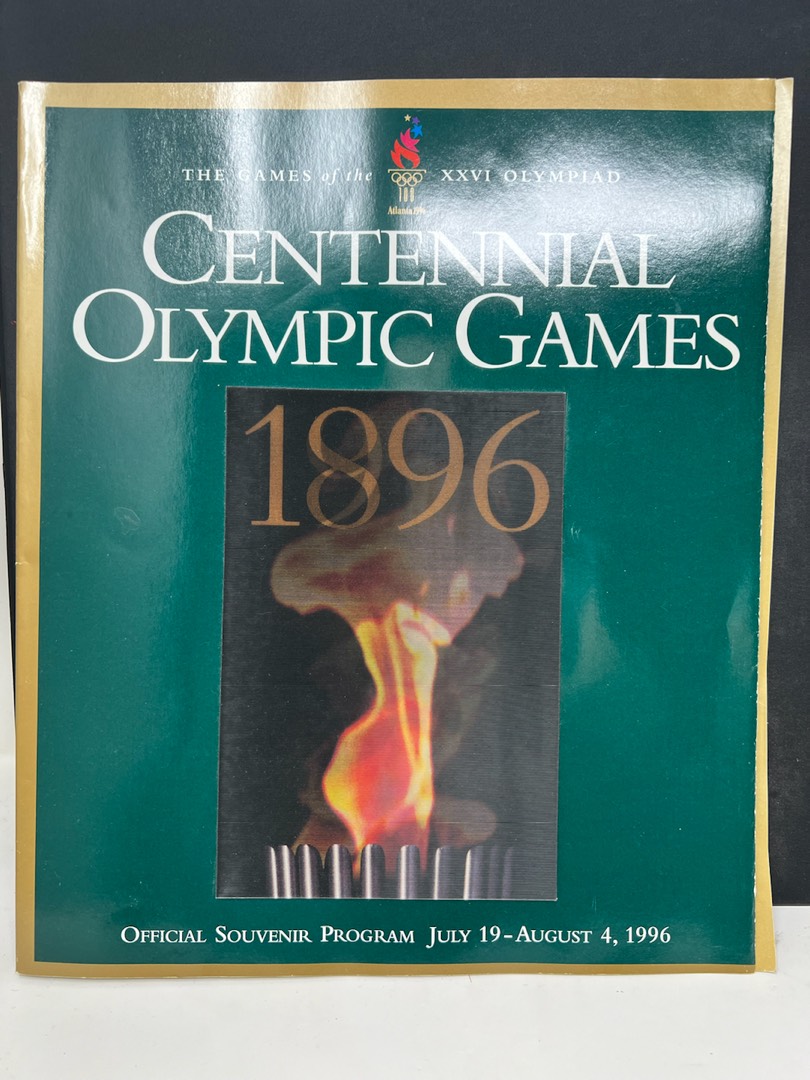 THE GAMES of the XXVI OLYMPIAD
100
Atlanta 1996
CENTENNIAL
OLYMPIC GAMES
1896
OFFICIAL SOUVENIR PROGRAM JULY 19-AUGUST 4, 1996